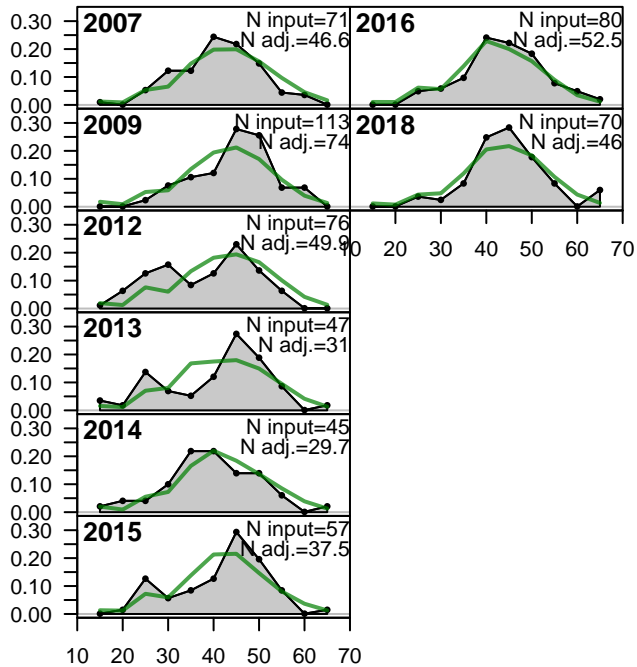 0.30
0.20
0.10
0.00
2007
N input=71
N adj.=46.6
2016
N input=80
N adj.=52.5
0.30
0.20
0.10
0.00
2009
N input=113
N adj.=74
2018
N input=70
N adj.=46
0.30
0.20
0.10
0.00
2012
N input=76
N adj.=49.9
10 20 30 40 50 60 70
0.30
0.20
0.10
0.00
2013
N input=47
N adj.=31
0.30
0.20
0.10
0.00
2014
N input=45
N adj.=29.7
0.30
0.20
0.10
0.00
2015
N input=57
N adj.=37.5
10 20 30 40 50 60 70